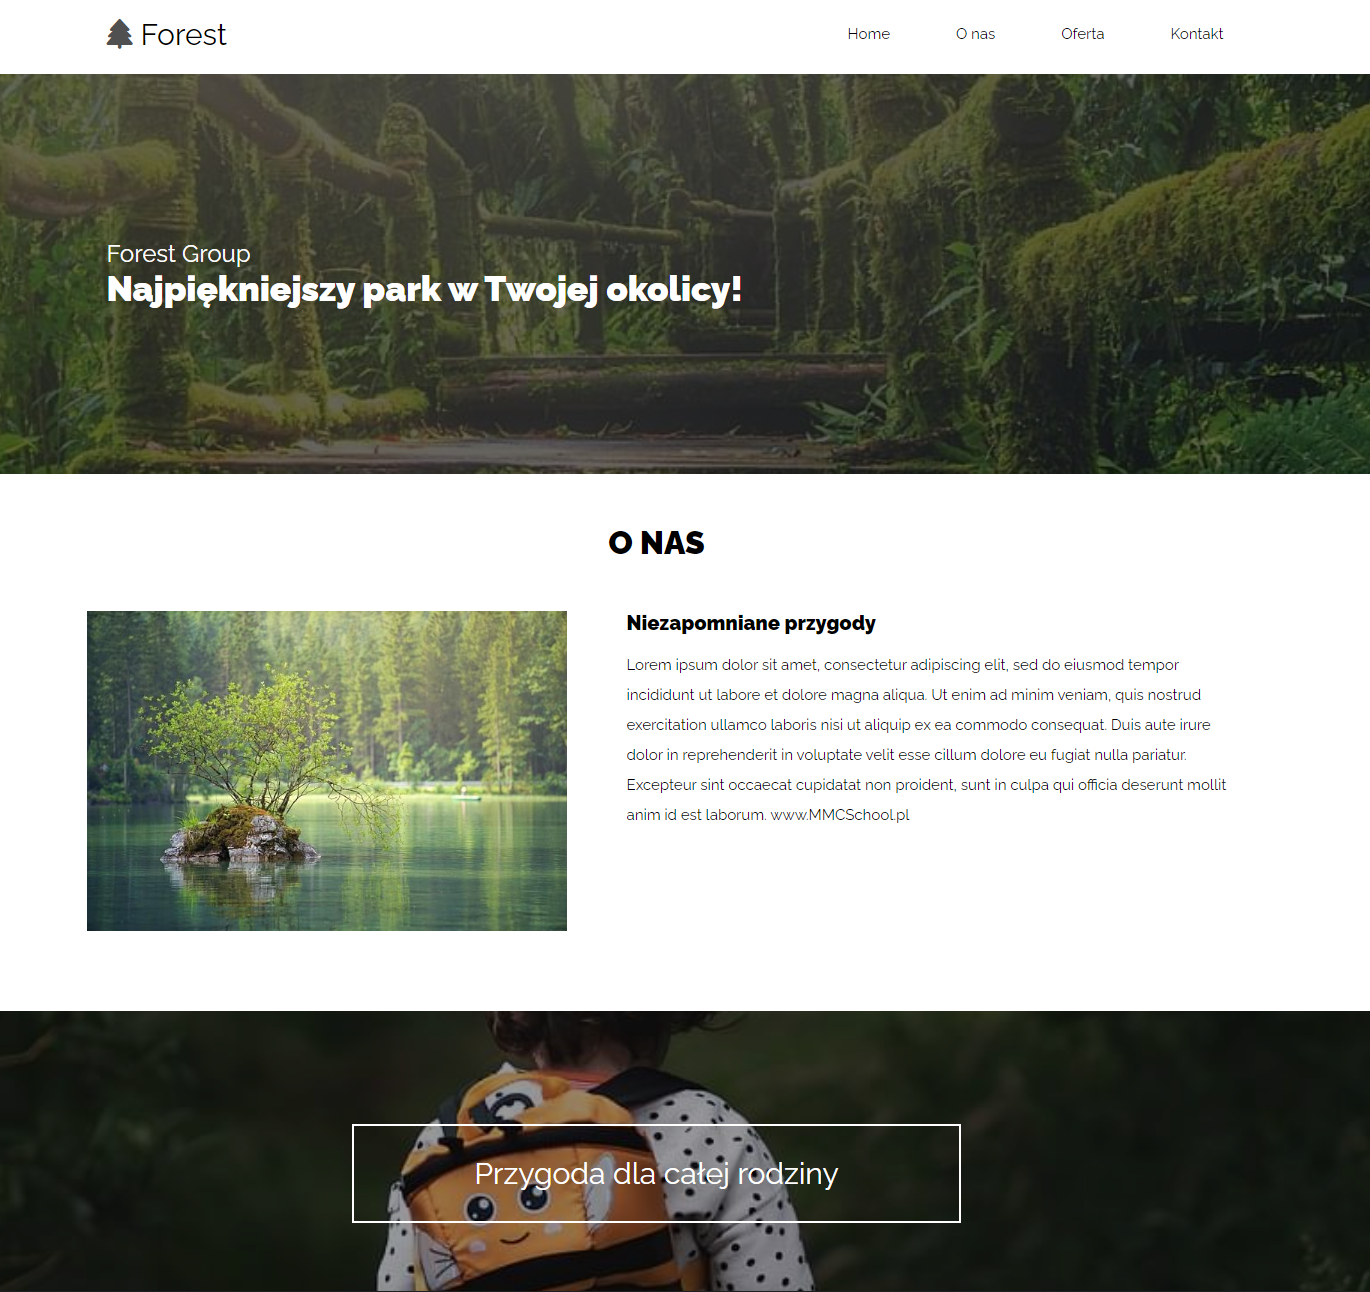 Forest
Home
O nas
Oferta
Kontakt
Forest Group
Najpiękniejszy park w Twojej okolicy!
O NAS
Niezapomniane przygody
Lorem ipsum dolor sit amet, consectetur adipiscing elit, sed do eiusmod tempor
incididunt ut labore et dolore magna aliqua. Ut enim ad minim veniam, quis nostrud
exercitation ullamco laboris nisi ut aliquip ex ea commodo consequat. Duis aute irure
dolor in reprehenderit in voluptate velit esse cillum dolore eu fugiat nulla pariatur.
Excepteur sint occaecat cupidatat non proident, sunt in culpa qui officia deserunt mollit
anim id est laborum. www.MMCSchool.pl
Przygoda dla całej rodziny